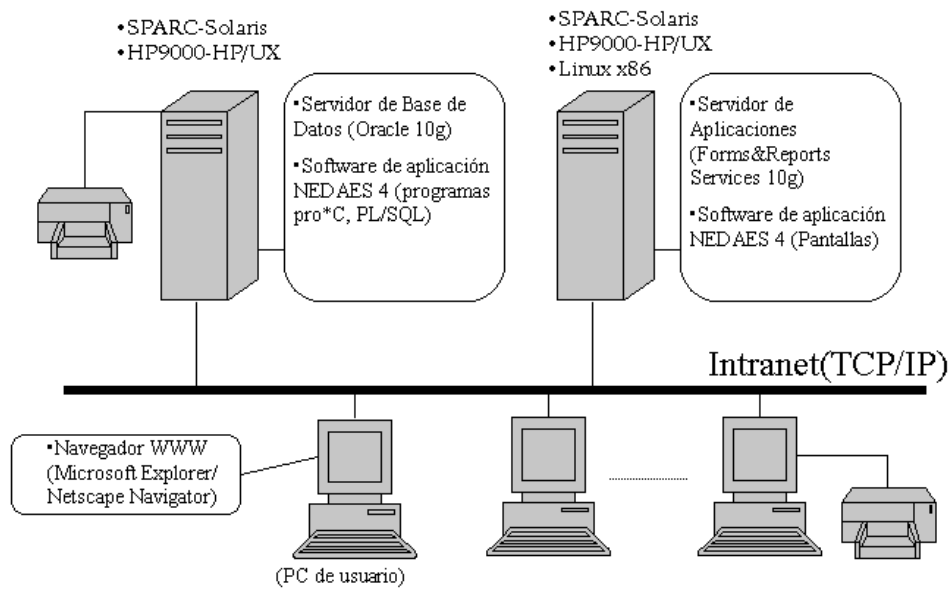 •SPARC-Solaris
•HP9000-HP/UX
•Servidor de Base de
Datos (Oracle 10g)
•Software de aplicación
NEDAES 4 (programas
pro*C, PL/SQL)
•SPARC-Solaris
•HP9000-HP/UX
•Linux x86
•Servidor de
Aplicaciones
(Forms&Reports
Services 10g)
•Software de aplicación
NEDAES 4 (Pantallas)
Intranet(TCP/IP)
•Navegador WWW
(Microsoft Explorer/
Netscape Navigator)
(PC de usuario)